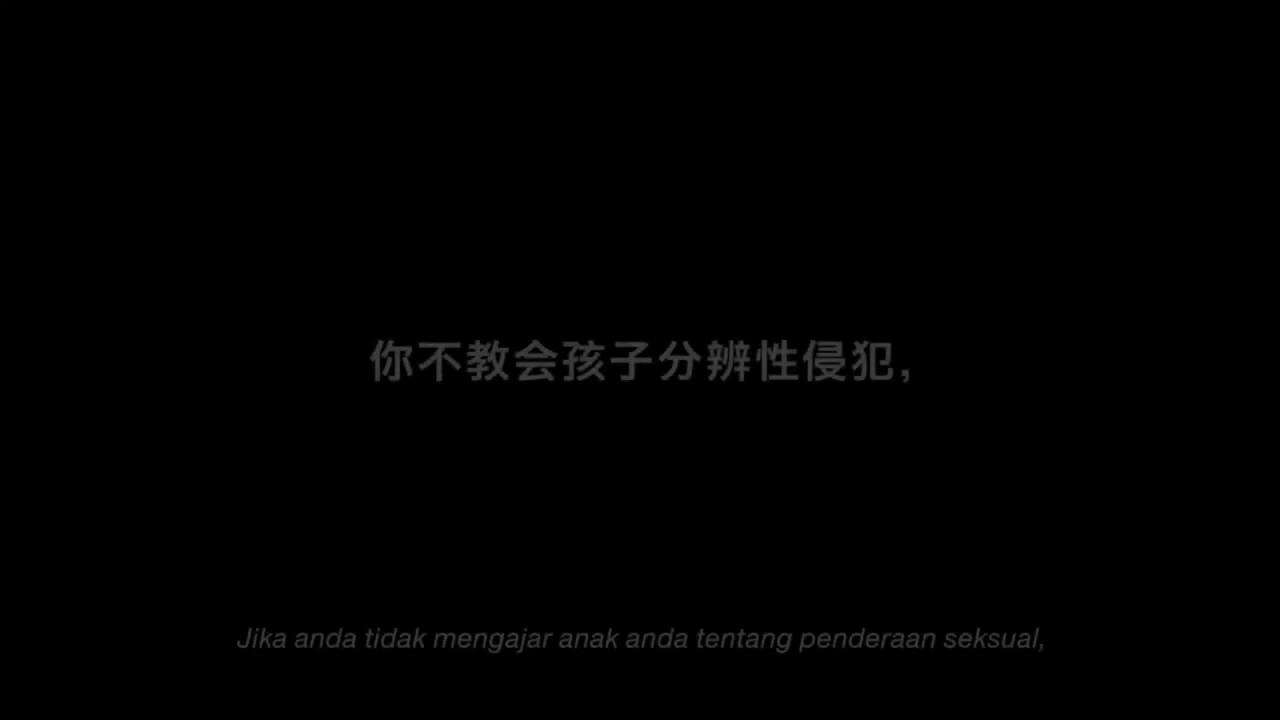 你不教会孩子分辨性侵犯,
Jika anda tidak mengajar anak anda tentang penderaan seksual,